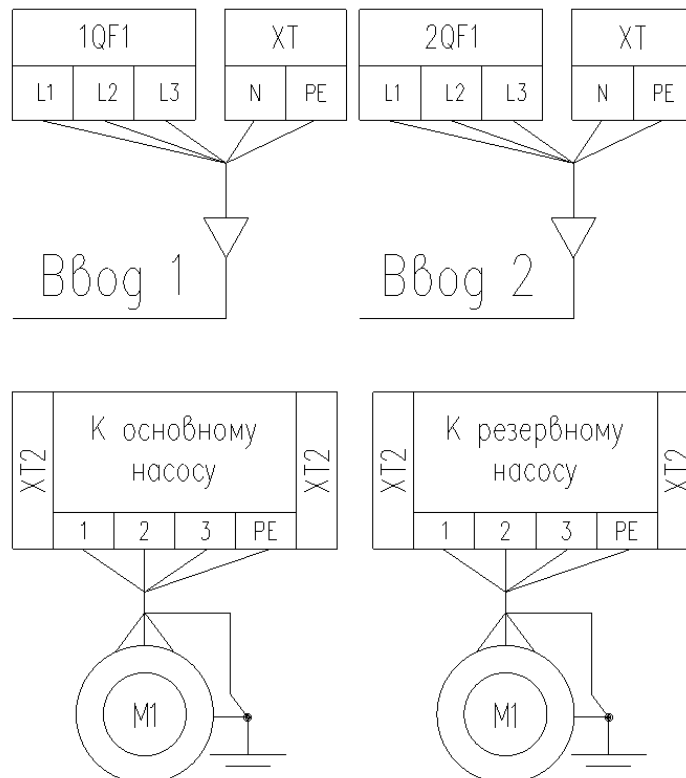 1QF1 XT 2QF1 XT
L1 L2 L3 N PE L1 L2 L3 N PE
Ввод 1 Ввод 2
XT2 К основному насосу XT2
1 2 3 PE
XT2 К резервному насосу XT2
1 2 3 PE
M1 M1